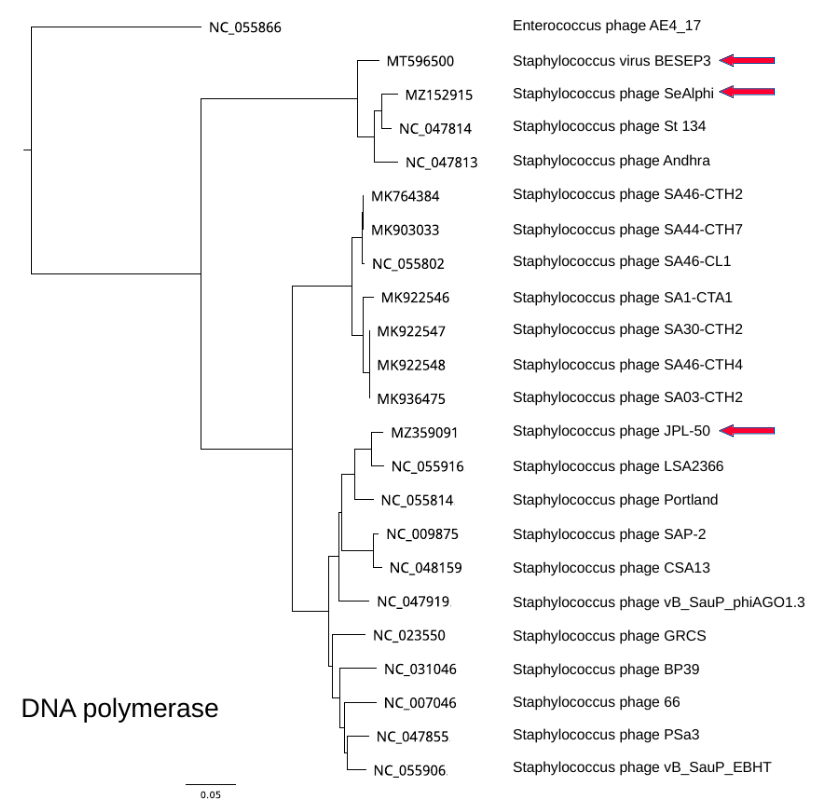 NC_055866 Enterococcus phage AE4_17
MT596500 Staphylococcus virus BESEP3
MZ152915 Staphylococcus phage SeAlphi
NC_047814 Staphylococcus phage St 134
NC_047813 Staphylococcus phage Andhra
MK764384 Staphylococcus phage SA46-CTH2
MK903033 Staphylococcus phage SA44-CTH7
NC_055802 Staphylococcus phage SA46-CL1
MK922546 Staphylococcus phage SA1-CTA1
MK922547 Staphylococcus phage SA30-CTH2
MK922548 Staphylococcus phage SA46-CTH4
MK936475 Staphylococcus phage SA03-CTH2
MZ359091 Staphylococcus phage JPL-50
NC_055916 Staphylococcus phage LSA2366
NC_055814 Staphylococcus phage Portland
NC_009875 Staphylococcus phage SAP-2
NC_048159 Staphylococcus phage CSA13
NC_047919 Staphylococcus phage vB_SauP_phiAGO1.3
NC_023550 Staphylococcus phage GRCS
NC_031046 Staphylococcus phage BP39
NC_007046 Staphylococcus phage 66
DNA polymerase
NC_047855 Staphylococcus phage PSa3
NC_055906 Staphylococcus phage vB_SauP_EBHT
0.05